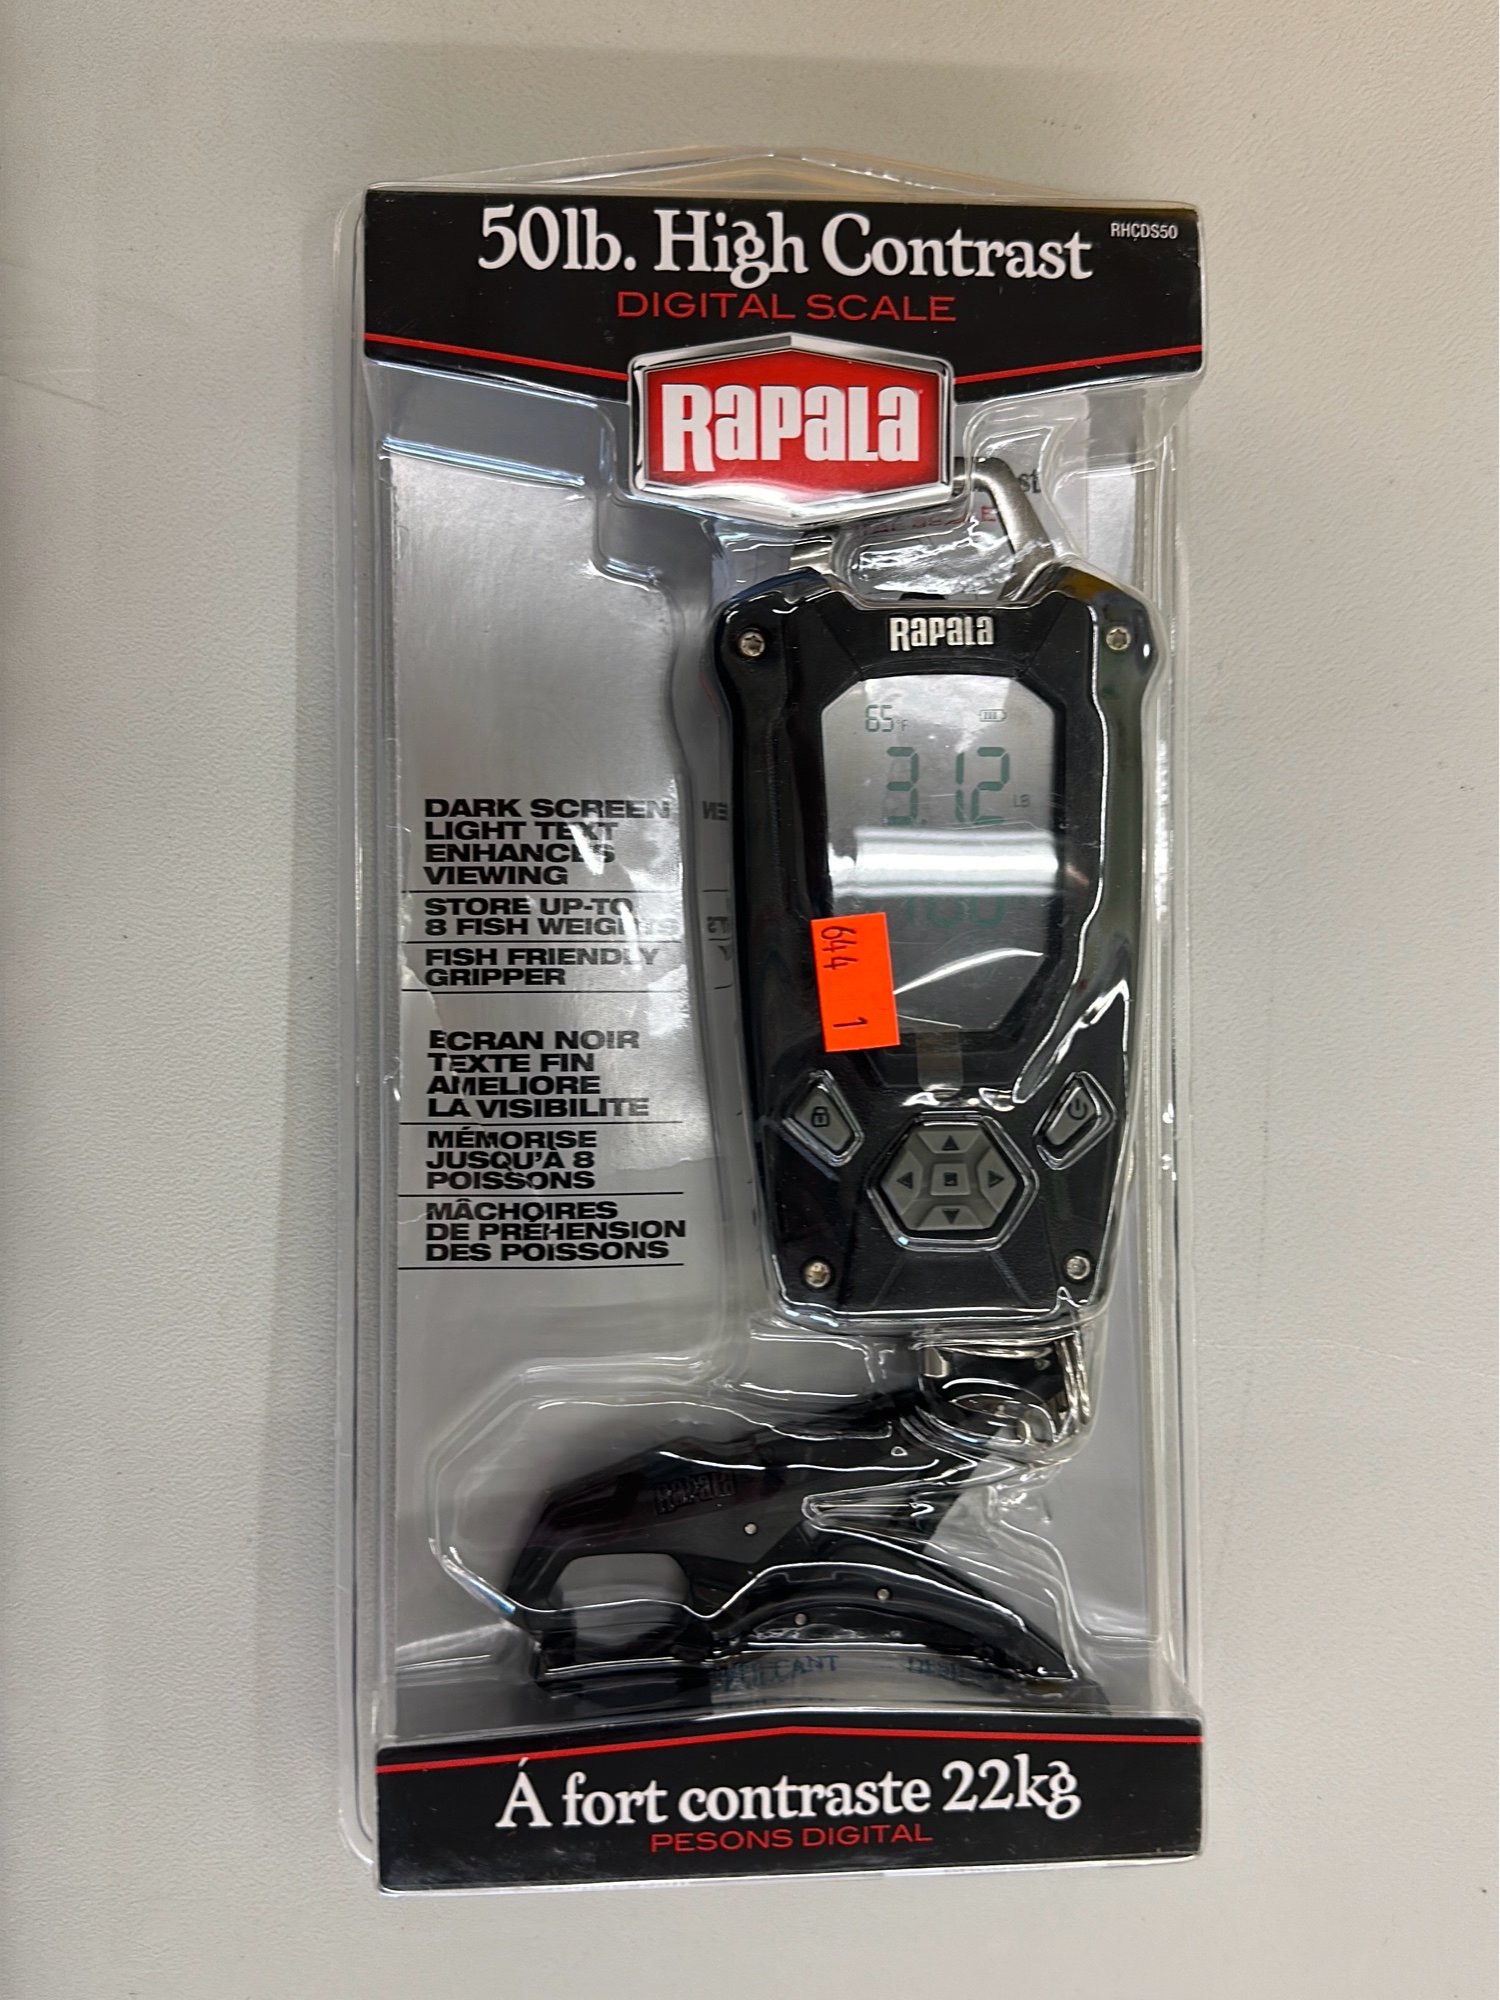 50lb. High Contrast
RHCDS50
DIGITAL SCALE
RAPALA
RAPALA
65°F
3.12
LB
DARK SCREEN
LIGHT TEXT
ENHANCES
VIEWING
STORE UP-TO
8 FISH WEIGHTS
FISH FRIENDLY
GRIPPER
644 1
ECRAN NOIR
TEXTE FIN
AMELIORE
LA VISIBILITE
MÉMORISE
JUSQU'À 8
POISSONS
MÂCHOIRES
DE PRÉHENSION
DES POISSONS
RAPALA
Á fort contraste 22kg
PESONS DIGITAL